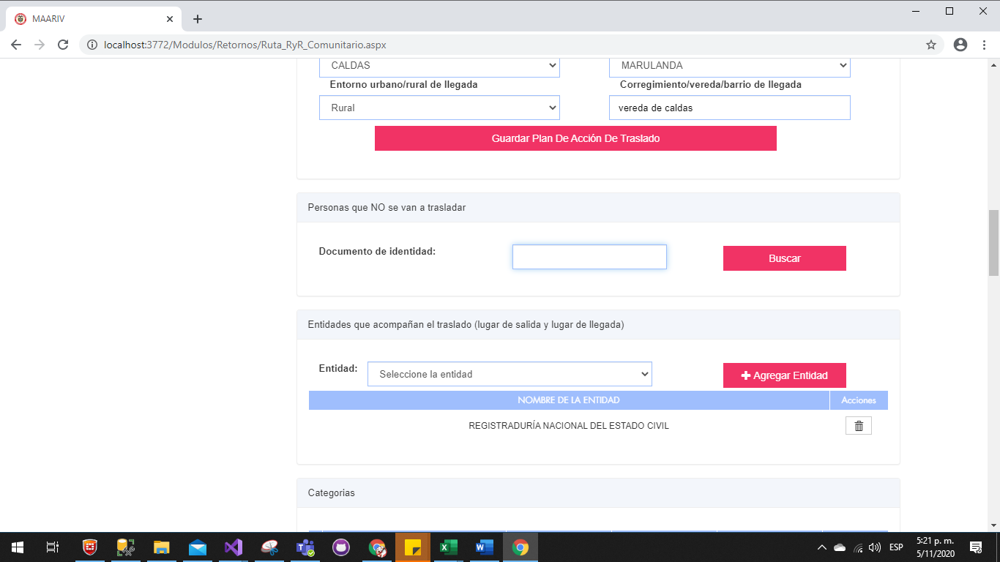 MAARIV
localhost:3772/Modulos/Retornos/Ruta_RyR_Comunitario.aspx
CALDAS MARULANDA
Entorno urbano/rural de llegada Corregimiento/vereda/barrio de llegada
Rural vereda de caldas
Guardar Plan De Acción De Traslado
Personas que NO se van a trasladar
Documento de identidad: Buscar
Entidades que acompañan el traslado (lugar de salida y lugar de llegada)
Entidad: Seleccione la entidad Agregar Entidad
NOMBRE DE LA ENTIDAD Acciones
REGISTRADURÍA NACIONAL DEL ESTADO CIVIL
Categorias
ESP 5:21 p. m.
5/11/2020